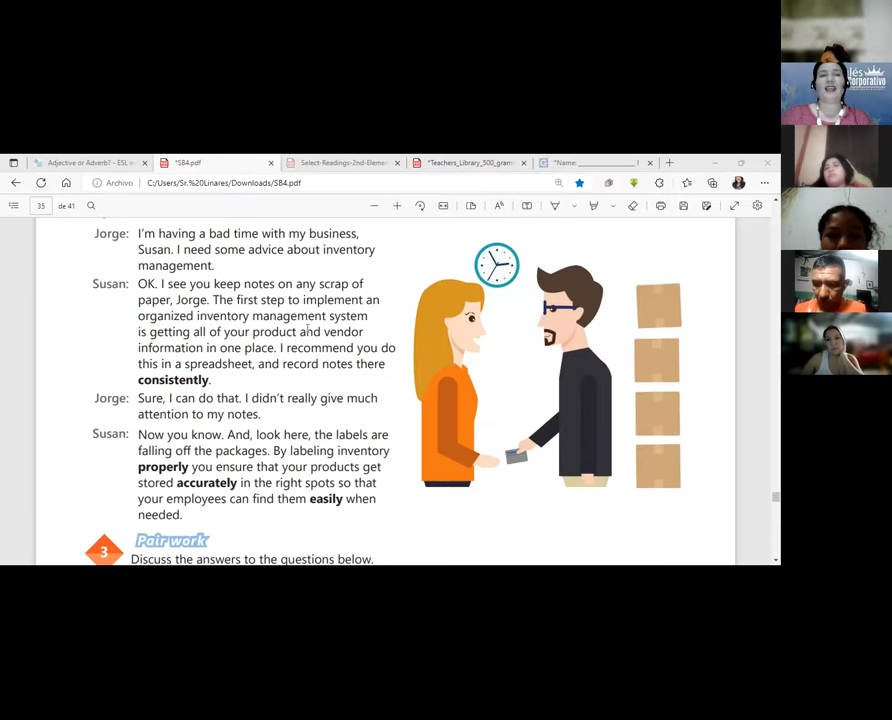 Adjective or Adverb? - ESL w
*SB4.pdf
Select-Readings-2nd-Eleme
*Teachers_Library_500_gram
*Name: ___________________ I
35 de 41
Archivo C:/Users/Sr.%20Linares/Downloads/SB4.pdf
lés
orporativo
Jorge: I'm having a bad time with my business,
Susan. I need some advice about inventory
management.
Susan: OK. I see you keep notes on any scrap of
paper, Jorge. The first step to implement an
organized inventory management system
is getting all of your product and vendor
information in one place. I recommend you do
this in a spreadsheet, and record notes there
consistently.
Jorge: Sure, I can do that. I didn't really give much
attention to my notes.
Susan: Now you know. And, look here, the labels are
falling off the packages. By labeling inventory
properly you ensure that your products get
stored accurately in the right spots so that
your employees can find them easily when
needed.
3 Pair work
Discuss the answers to the questions below.